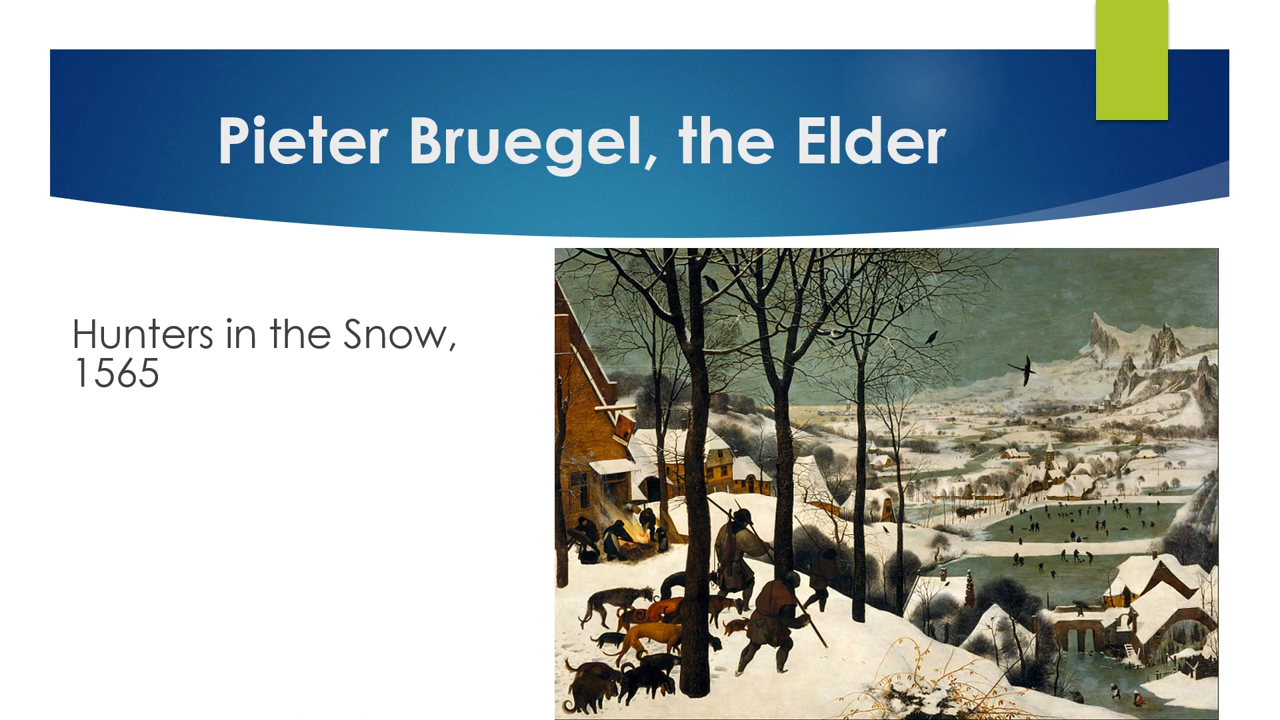 Pieter Bruegel, the Elder
Hunters in the Snow,
1565